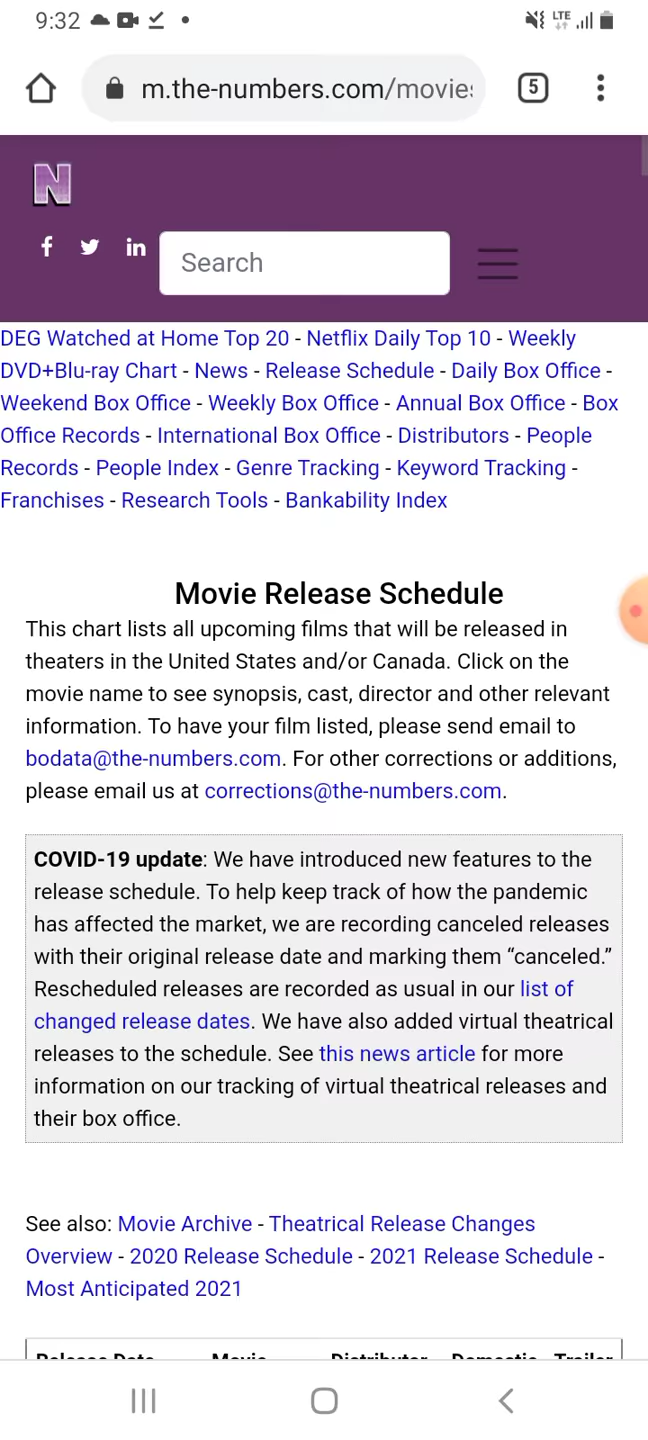 9:32
LTE
m.the-numbers.com/movie
5
N
f in
Search
DEG Watched at Home Top 20 - Netflix Daily Top 10 - Weekly
DVD+Blu-ray Chart - News - Release Schedule - Daily Box Office -
Weekend Box Office - Weekly Box Office - Annual Box Office - Box
Office Records - International Box Office - Distributors - People
Records - People Index - Genre Tracking - Keyword Tracking -
Franchises - Research Tools - Bankability Index
Movie Release Schedule
This chart lists all upcoming films that will be released in
theaters in the United States and/or Canada. Click on the
movie name to see synopsis, cast, director and other relevant
information. To have your film listed, please send email to
bodata@the-numbers.com. For other corrections or additions,
please email us at corrections@the-numbers.com.
COVID-19 update: We have introduced new features to the
release schedule. To help keep track of how the pandemic
has affected the market, we are recording canceled releases
with their original release date and marking them “canceled.”
Rescheduled releases are recorded as usual in our list of
changed release dates. We have also added virtual theatrical
releases to the schedule. See this news article for more
information on our tracking of virtual theatrical releases and
their box office.
See also: Movie Archive - Theatrical Release Changes
Overview - 2020 Release Schedule - 2021 Release Schedule -
Most Anticipated 2021
Release Date Movie Distributor Domestic Trailer